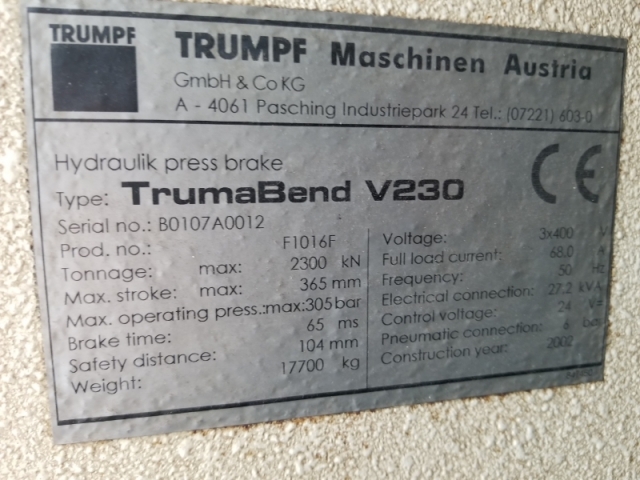 TRUMPF
TRUMPF Maschinen Austria
GmbH & Co KG
A - 4061 Pasching Industriepark 24 Tel.: (07221) 603-0
Hydraulik press brake
Type: TrumaBend V230
CE
Serial no.: B0107A0012
Prod. no.: F1016F
Tonnage: max: 2300 kN
Max. stroke: max: 365 mm
Max. operating press.:max:305 bar
Brake time: 65 ms
Safety distance: 104 mm
Weight: 17700 kg
Voltage: 3x400 V
Full load current: 68.0 A
Frequency: 50 Hz
Electrical connection: 27.2 kVA
Control voltage: 24 V=
Pneumatic connection: 6 bar
Construction year: 2002